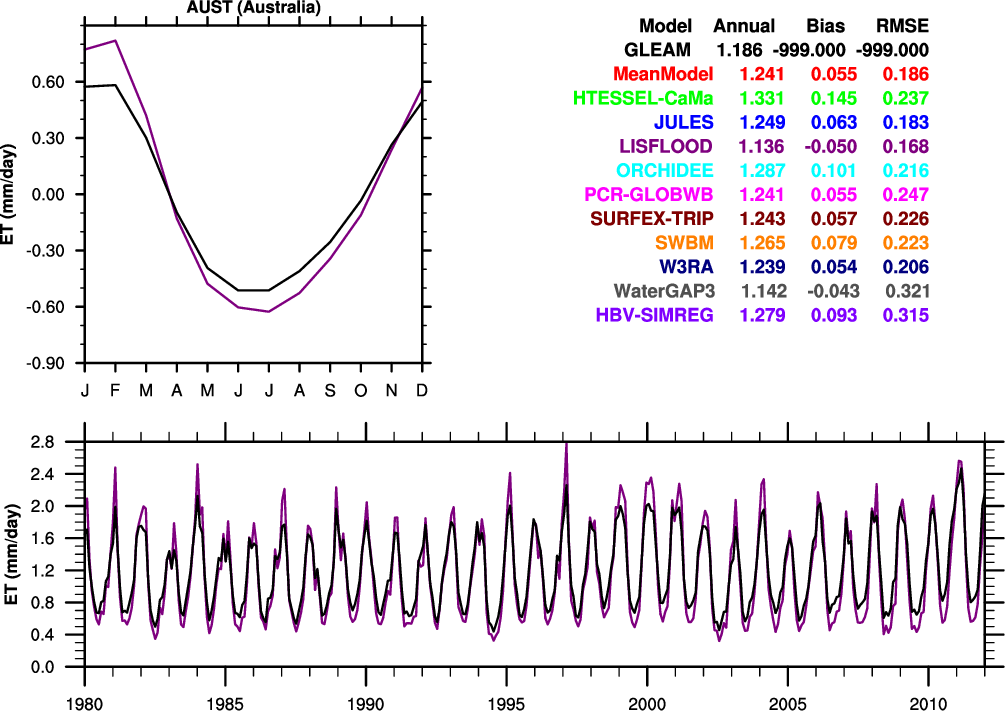 AUST (Australia)
ET (mm/day)
0.60
0.30
0.00
-0.30
-0.60
-0.90
J F M A M J J A S O N D
Model Annual Bias RMSE
GLEAM 1.186 -999.000 -999.000
MeanModel 1.241 0.055 0.186
HTESSEL-CaMa 1.331 0.145 0.237
JULES 1.249 0.063 0.183
LISFLOOD 1.136 -0.050 0.168
ORCHIDEE 1.287 0.101 0.216
PCR-GLOBWB 1.241 0.055 0.247
SURFEX-TRIP 1.243 0.057 0.226
SWBM 1.265 0.079 0.223
W3RA 1.239 0.054 0.206
WaterGAP3 1.142 -0.043 0.321
HBV-SIMREG 1.279 0.093 0.315
ET (mm/day)
2.8
2.4
2.0
1.6
1.2
0.8
0.4
0.0
1980 1985 1990 1995 2000 2005 2010